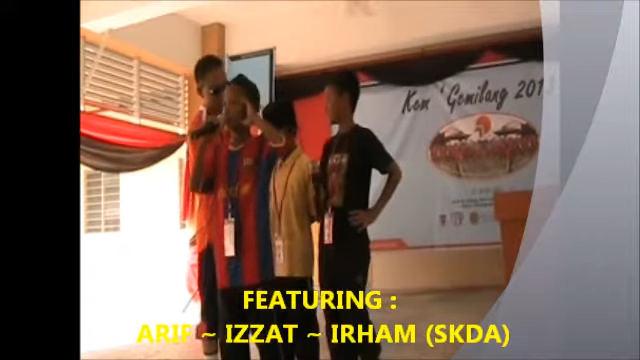 Kem Gemilang 201
FEATURING :
ARIF ~ IZZAT ~ IRHAM (SKDA)